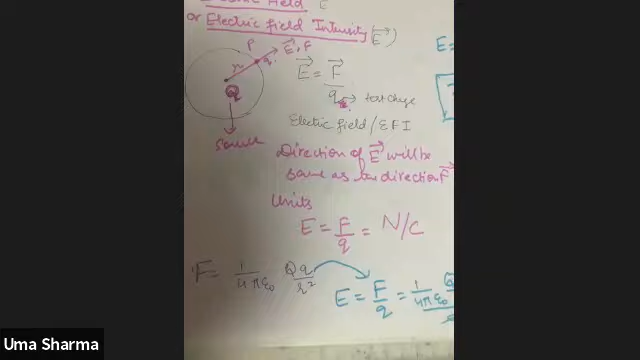 or Electric field Intensity (E⃗)
E =
P
E⃗, F
r
q.
Q
Source
E⃗ = F⃗ / q → test charge
Electric field / E F I
Direction of E⃗ will be
same as the direction F⃗
Units
E = F/q = N/C
F = 1/4πε₀ Qq/r²
E = F/q = 1/4πε₀
Uma Sharma